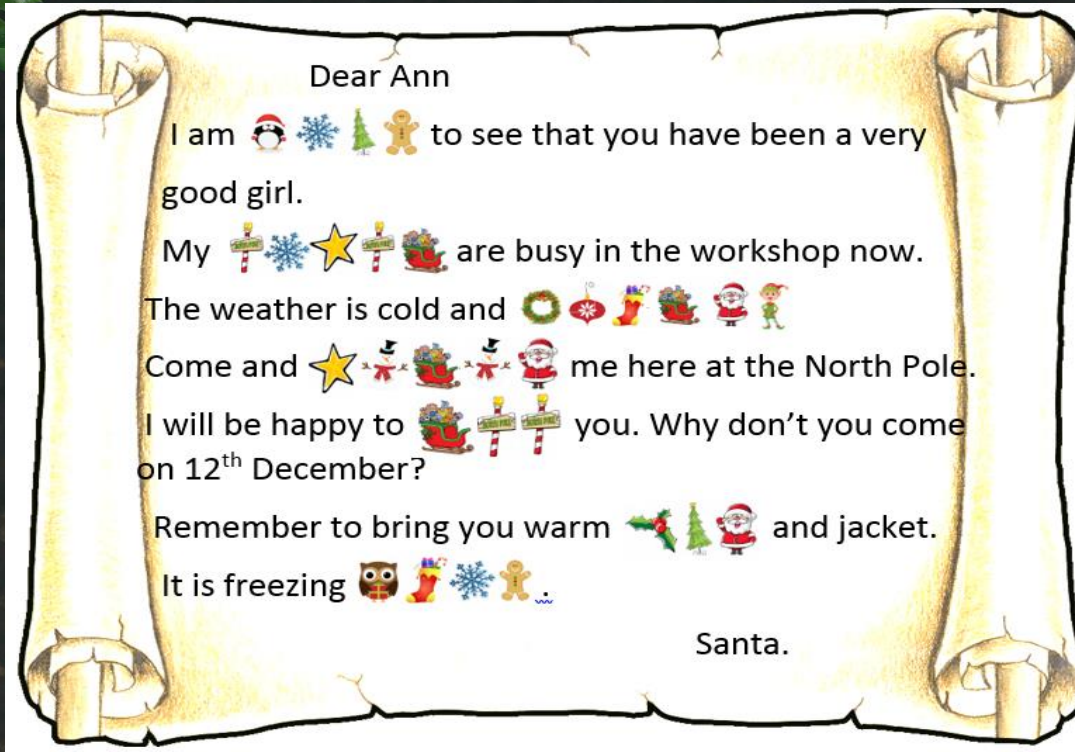 Dear Ann
I am to see that you have been a very
good girl.
My are busy in the workshop now.
The weather is cold and
Come and me here at the North Pole.
I will be happy to you. Why don't you come
on 12th December?
Remember to bring you warm and jacket.
It is freezing .
Santa.